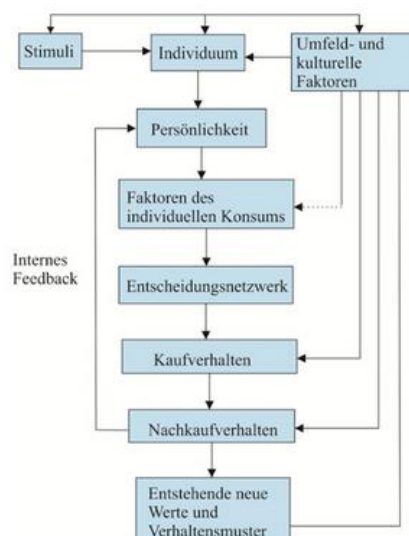 Stimuli
Individuum
Umfeld- und
kulturelle
Faktoren
Persönlichkeit
Faktoren des
individuellen Konsums
Internes
Feedback
Entscheidungsnetzwerk
Kaufverhalten
Nachkaufverhalten
Entstehende neue
Werte und
Verhaltensmuster